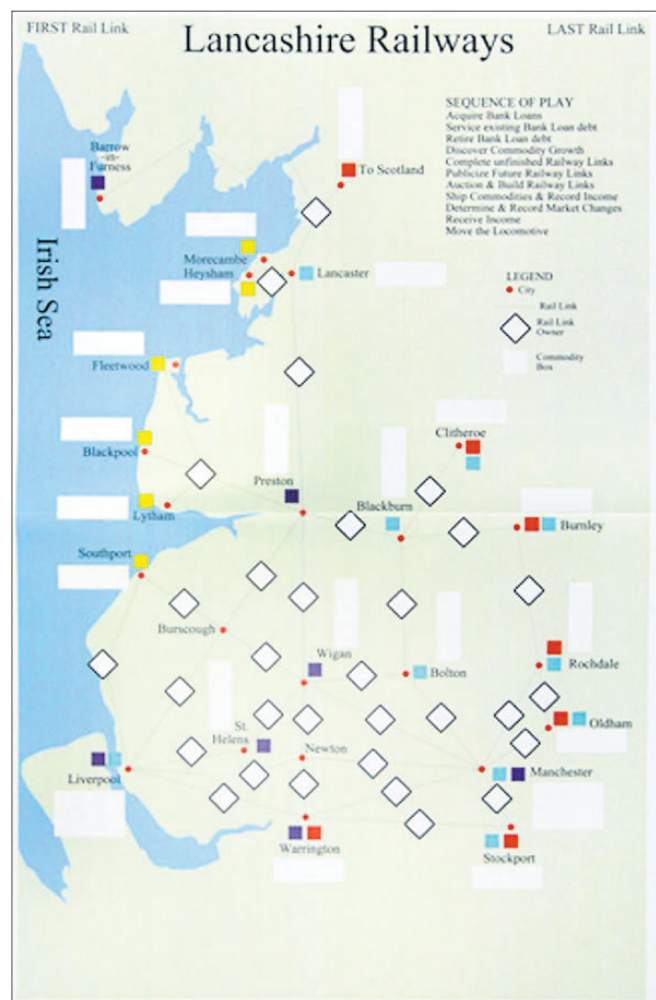 FIRST Rail Link
LAST Rail Link
Lancashire Railways
SEQUENCE OF PLAY
Acquire Bank Loans
Service existing Bank Loan debt
Retire Bank Loan debt
Discover Commodity Growth
Complete unfinished Railway Links
Publicize Future Railway Links
Auction & Build Railway Links
Ship Commodities & Record Income
Determine & Record Market Changes
Receive Income
Move the Locomotive
Barrow
-in-
Furness
To Scotland
Irish Sea
Morecambe
Heysham
Lancaster
LEGEND
City
Rail Link
Rail Link
Owner
Commodity
Box
Fleetwood
Clitheroe
Blackpool
Preston
Blackburn
Lytham
Burnley
Southport
Burscough
Wigan
Bolton
Rochdale
St.
Helens
Oldham
Newton
Liverpool
Manchester
Warrington
Stockport